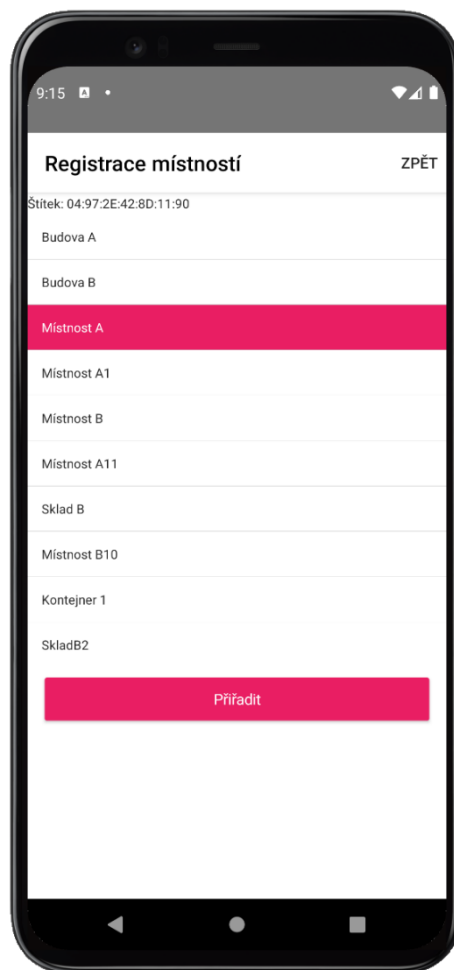 9:15
Registrace místností
ZPĚT
Štítek: 04:97:2E:42:8D:11:90
Budova A
Budova B
Místnost A
Místnost A1
Místnost B
Místnost A11
Sklad B
Místnost B10
Kontejner 1
SkladB2
Přiřadit